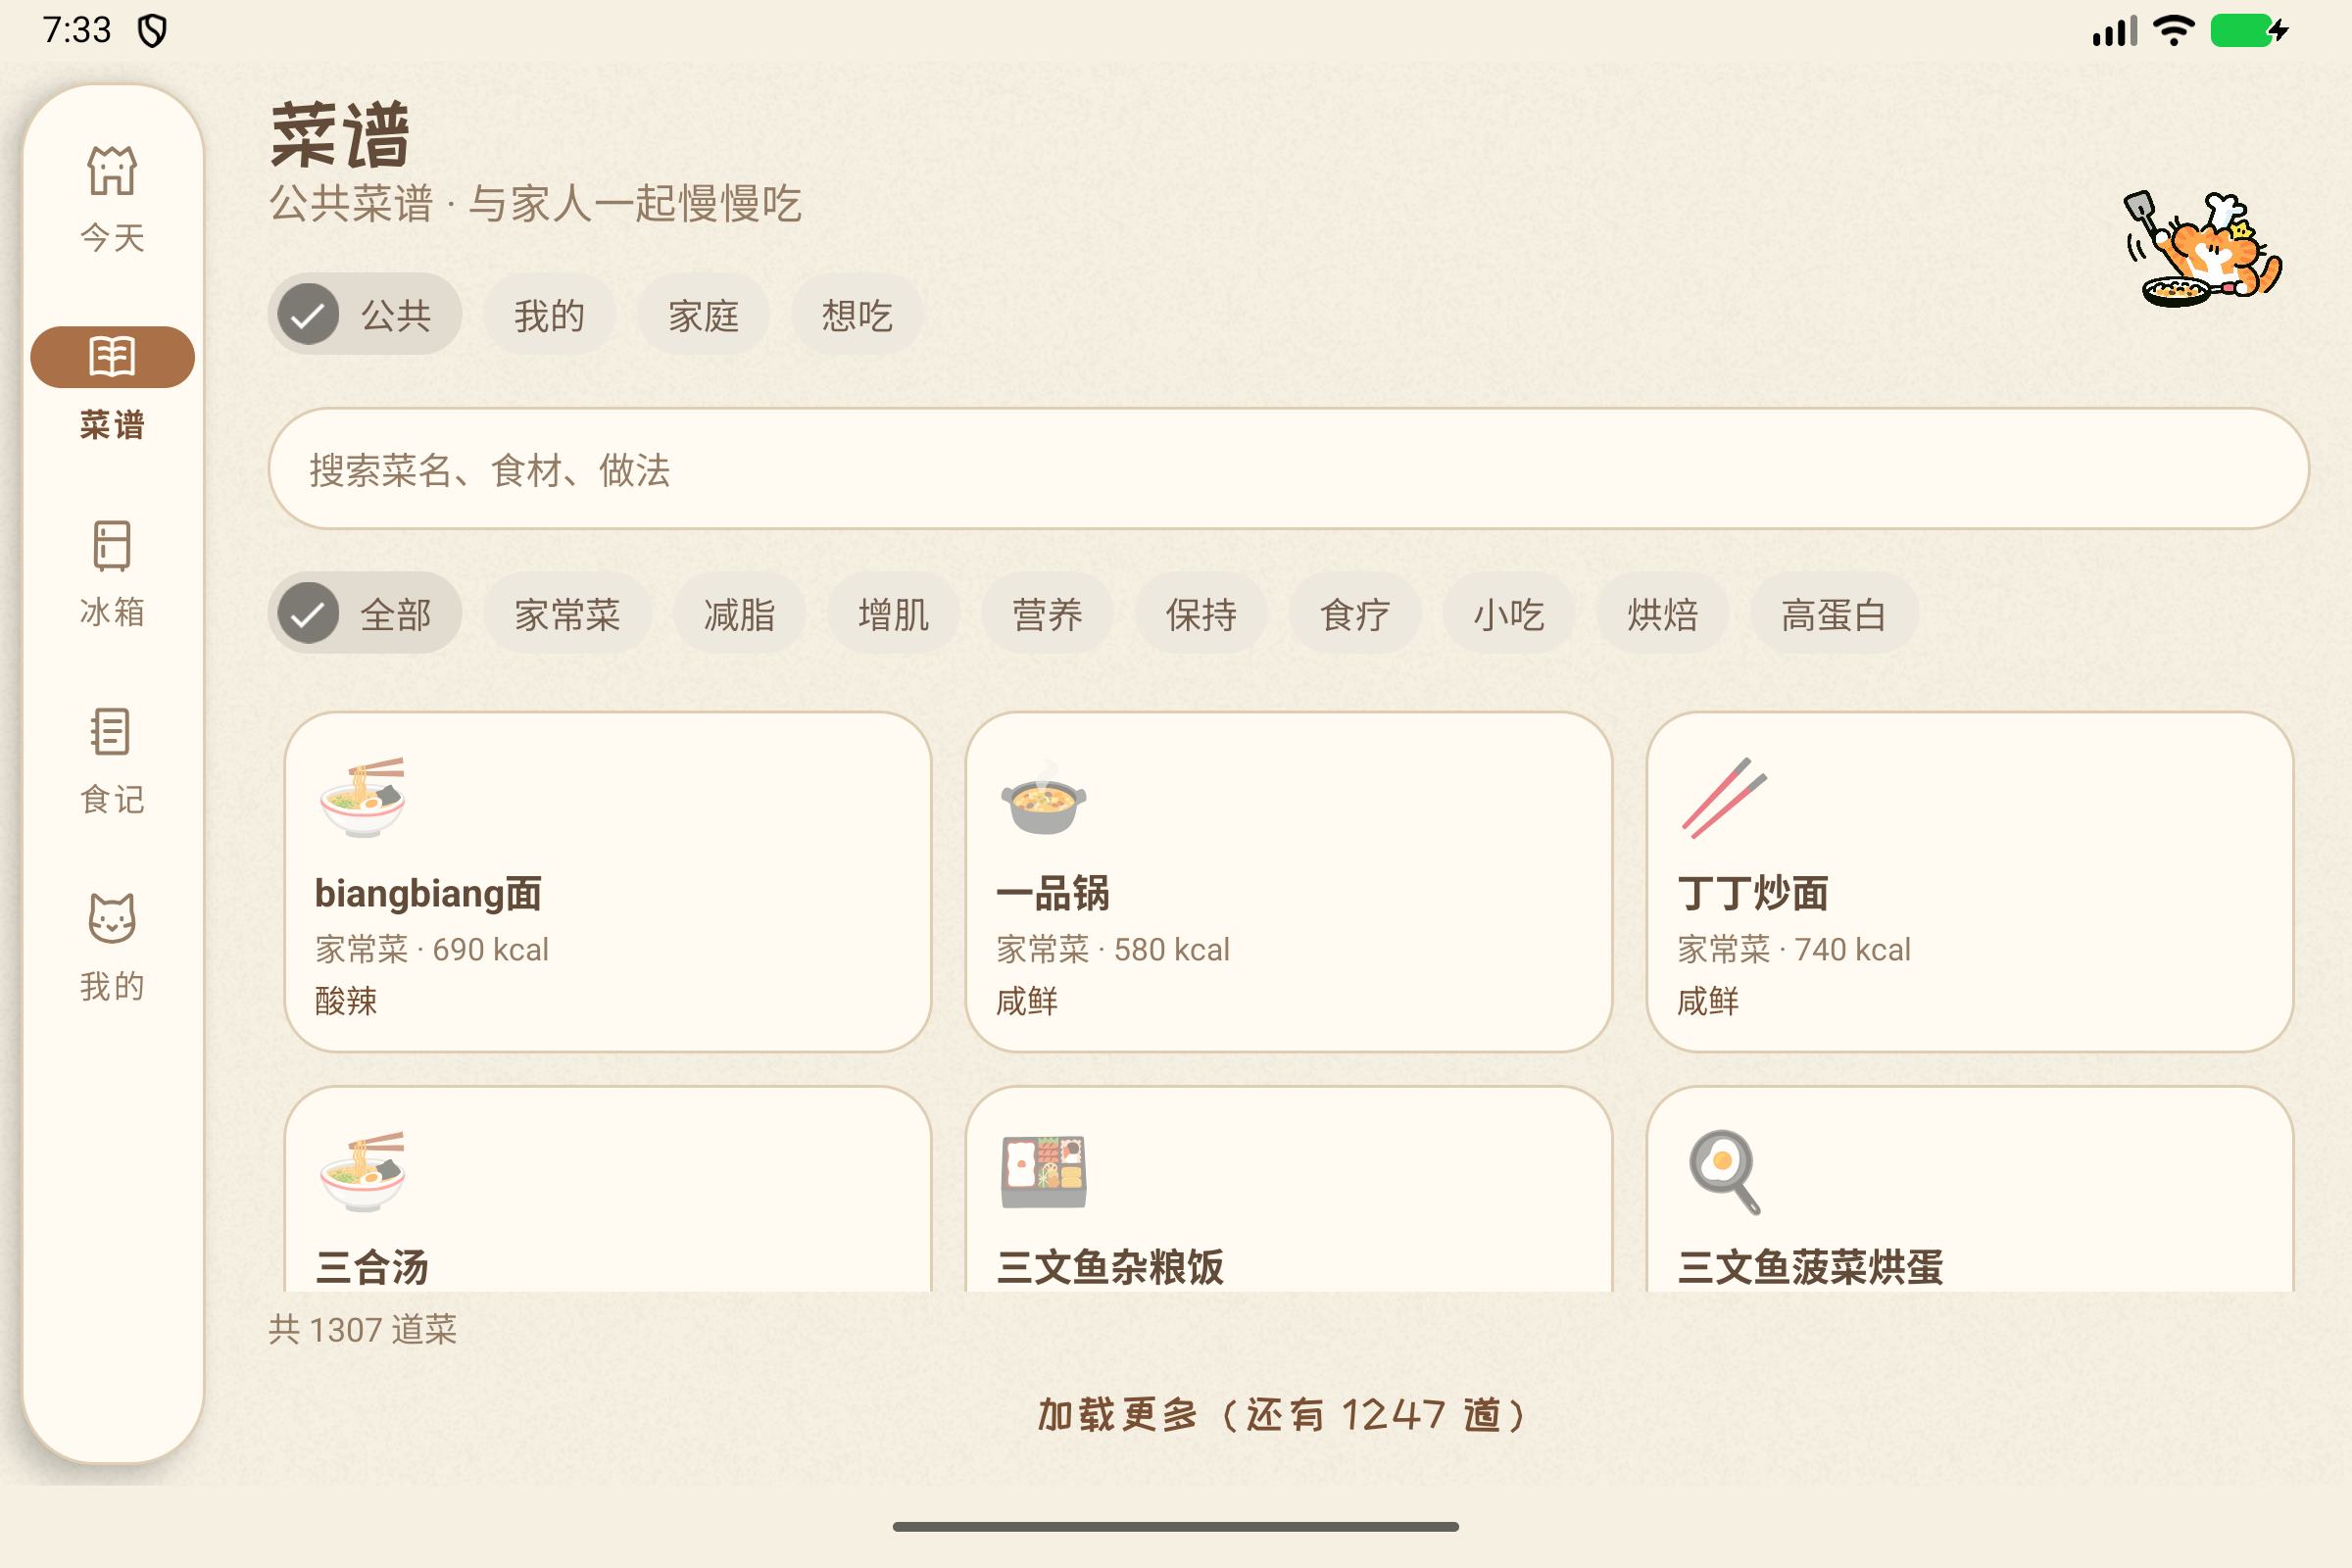 7:33
今天
菜谱
冰箱
食记
我的
菜谱
公共菜谱 · 与家人一起慢慢吃
公共 我的 家庭 想吃
搜索菜名、食材、做法
全部 家常菜 减脂 增肌 营养 保持 食疗 小吃 烘焙 高蛋白
biangbiang面
家常菜 · 690 kcal
酸辣
一品锅
家常菜 · 580 kcal
咸鲜
丁丁炒面
家常菜 · 740 kcal
咸鲜
三合汤
三文鱼杂粮饭
三文鱼菠菜烘蛋
共 1307 道菜
加载更多（还有 1247 道）